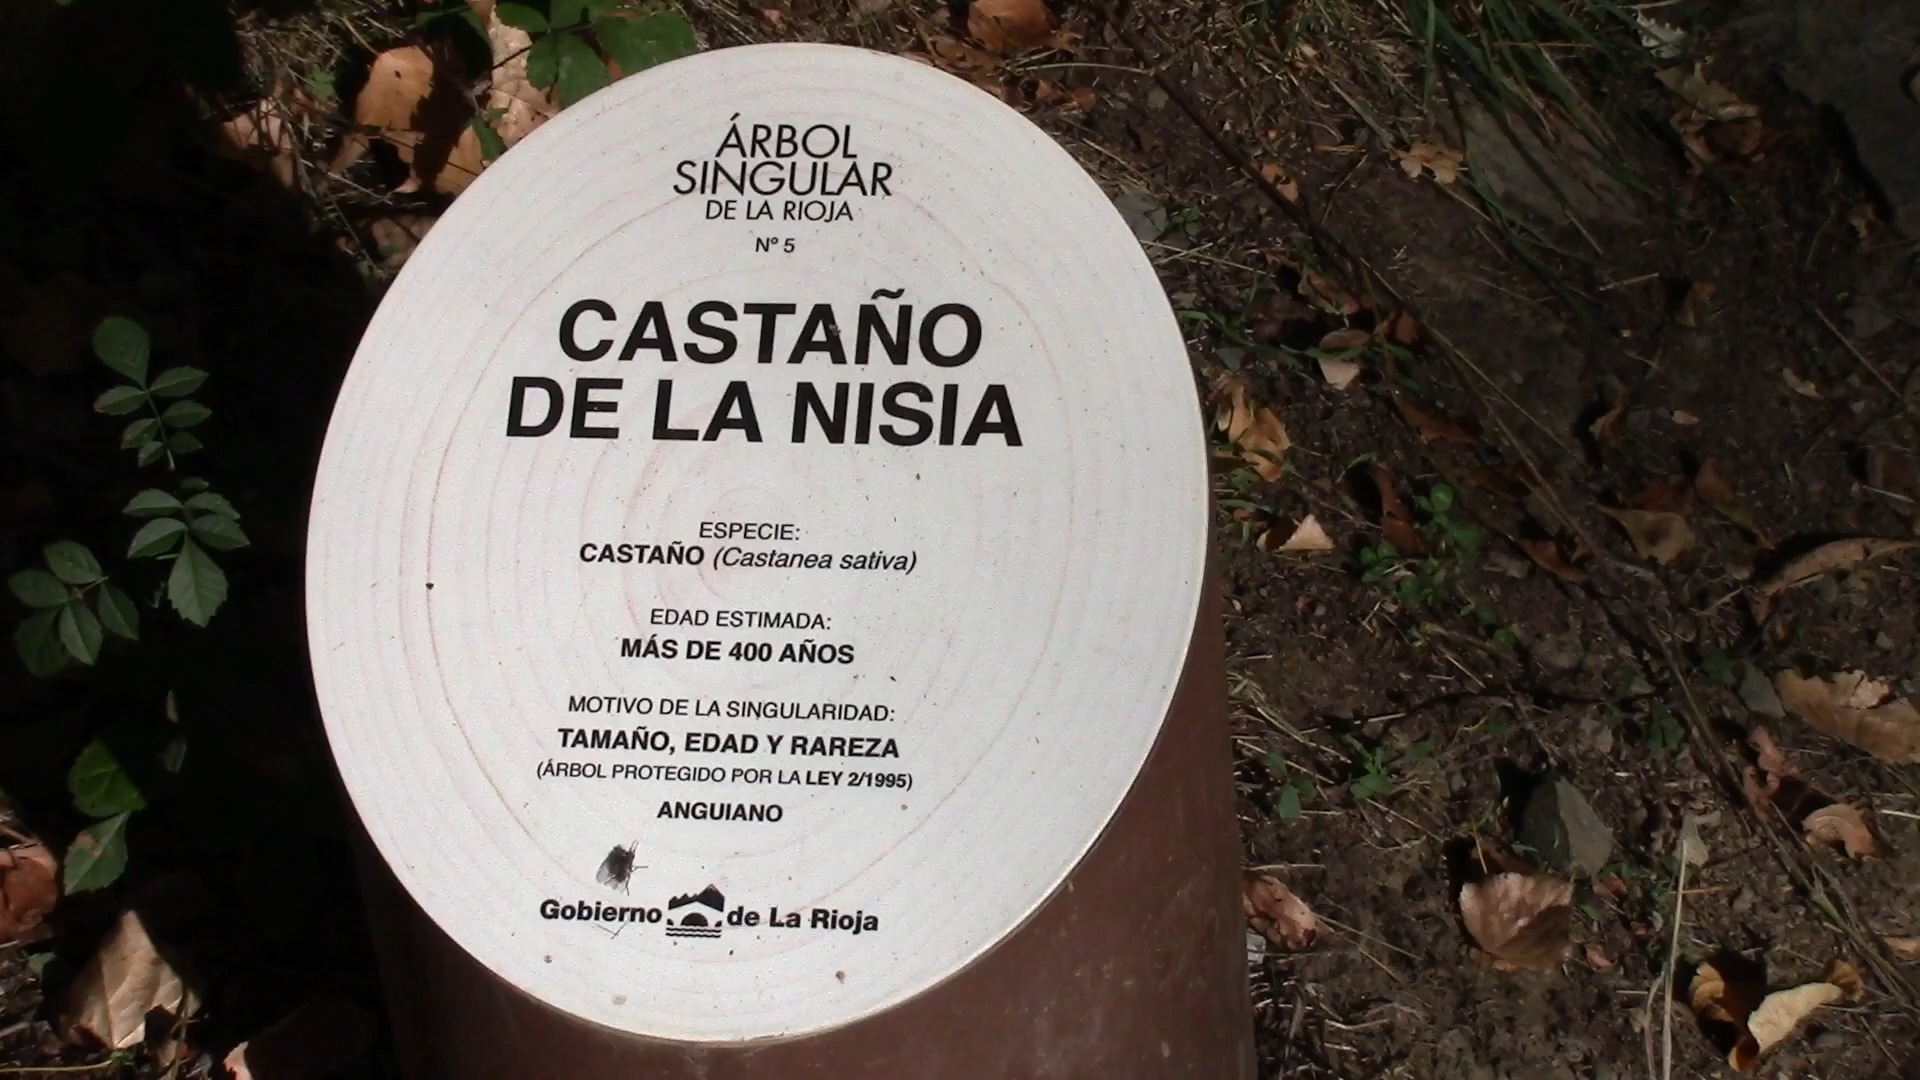 ÁRBOL
SINGULAR
DE LA RIOJA
Nº 5
CASTAÑO
DE LA NISIA
ESPECIE:
CASTAÑO (Castanea sativa)
EDAD ESTIMADA:
MÁS DE 400 AÑOS
MOTIVO DE LA SINGULARIDAD:
TAMAÑO, EDAD Y RAREZA
(ÁRBOL PROTEGIDO POR LA LEY 2/1995)
ANGUIANO
Gobierno de La Rioja